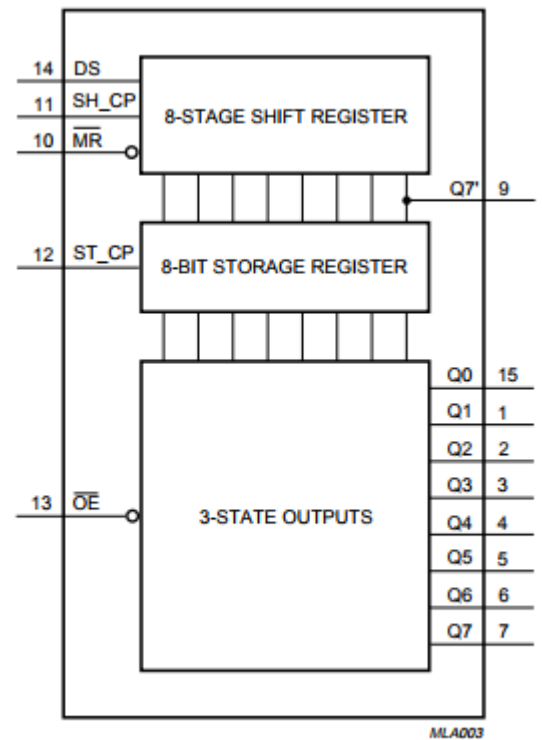 14 DS
11 SH_CP
10 MR
8-STAGE SHIFT REGISTER
Q7' 9
12 ST_CP
8-BIT STORAGE REGISTER
Q0 15
Q1 1
Q2 2
Q3 3
13 OE
3-STATE OUTPUTS
Q4 4
Q5 5
Q6 6
Q7 7
MLA003